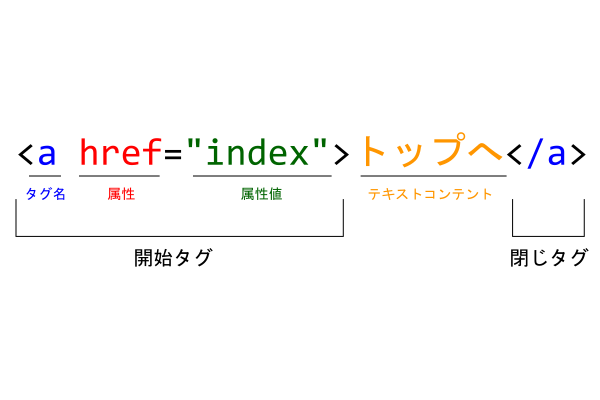 <a href="index">トップへ</a>
タグ名 属性 属性値 テキストコンテント
開始タグ 閉じタグ